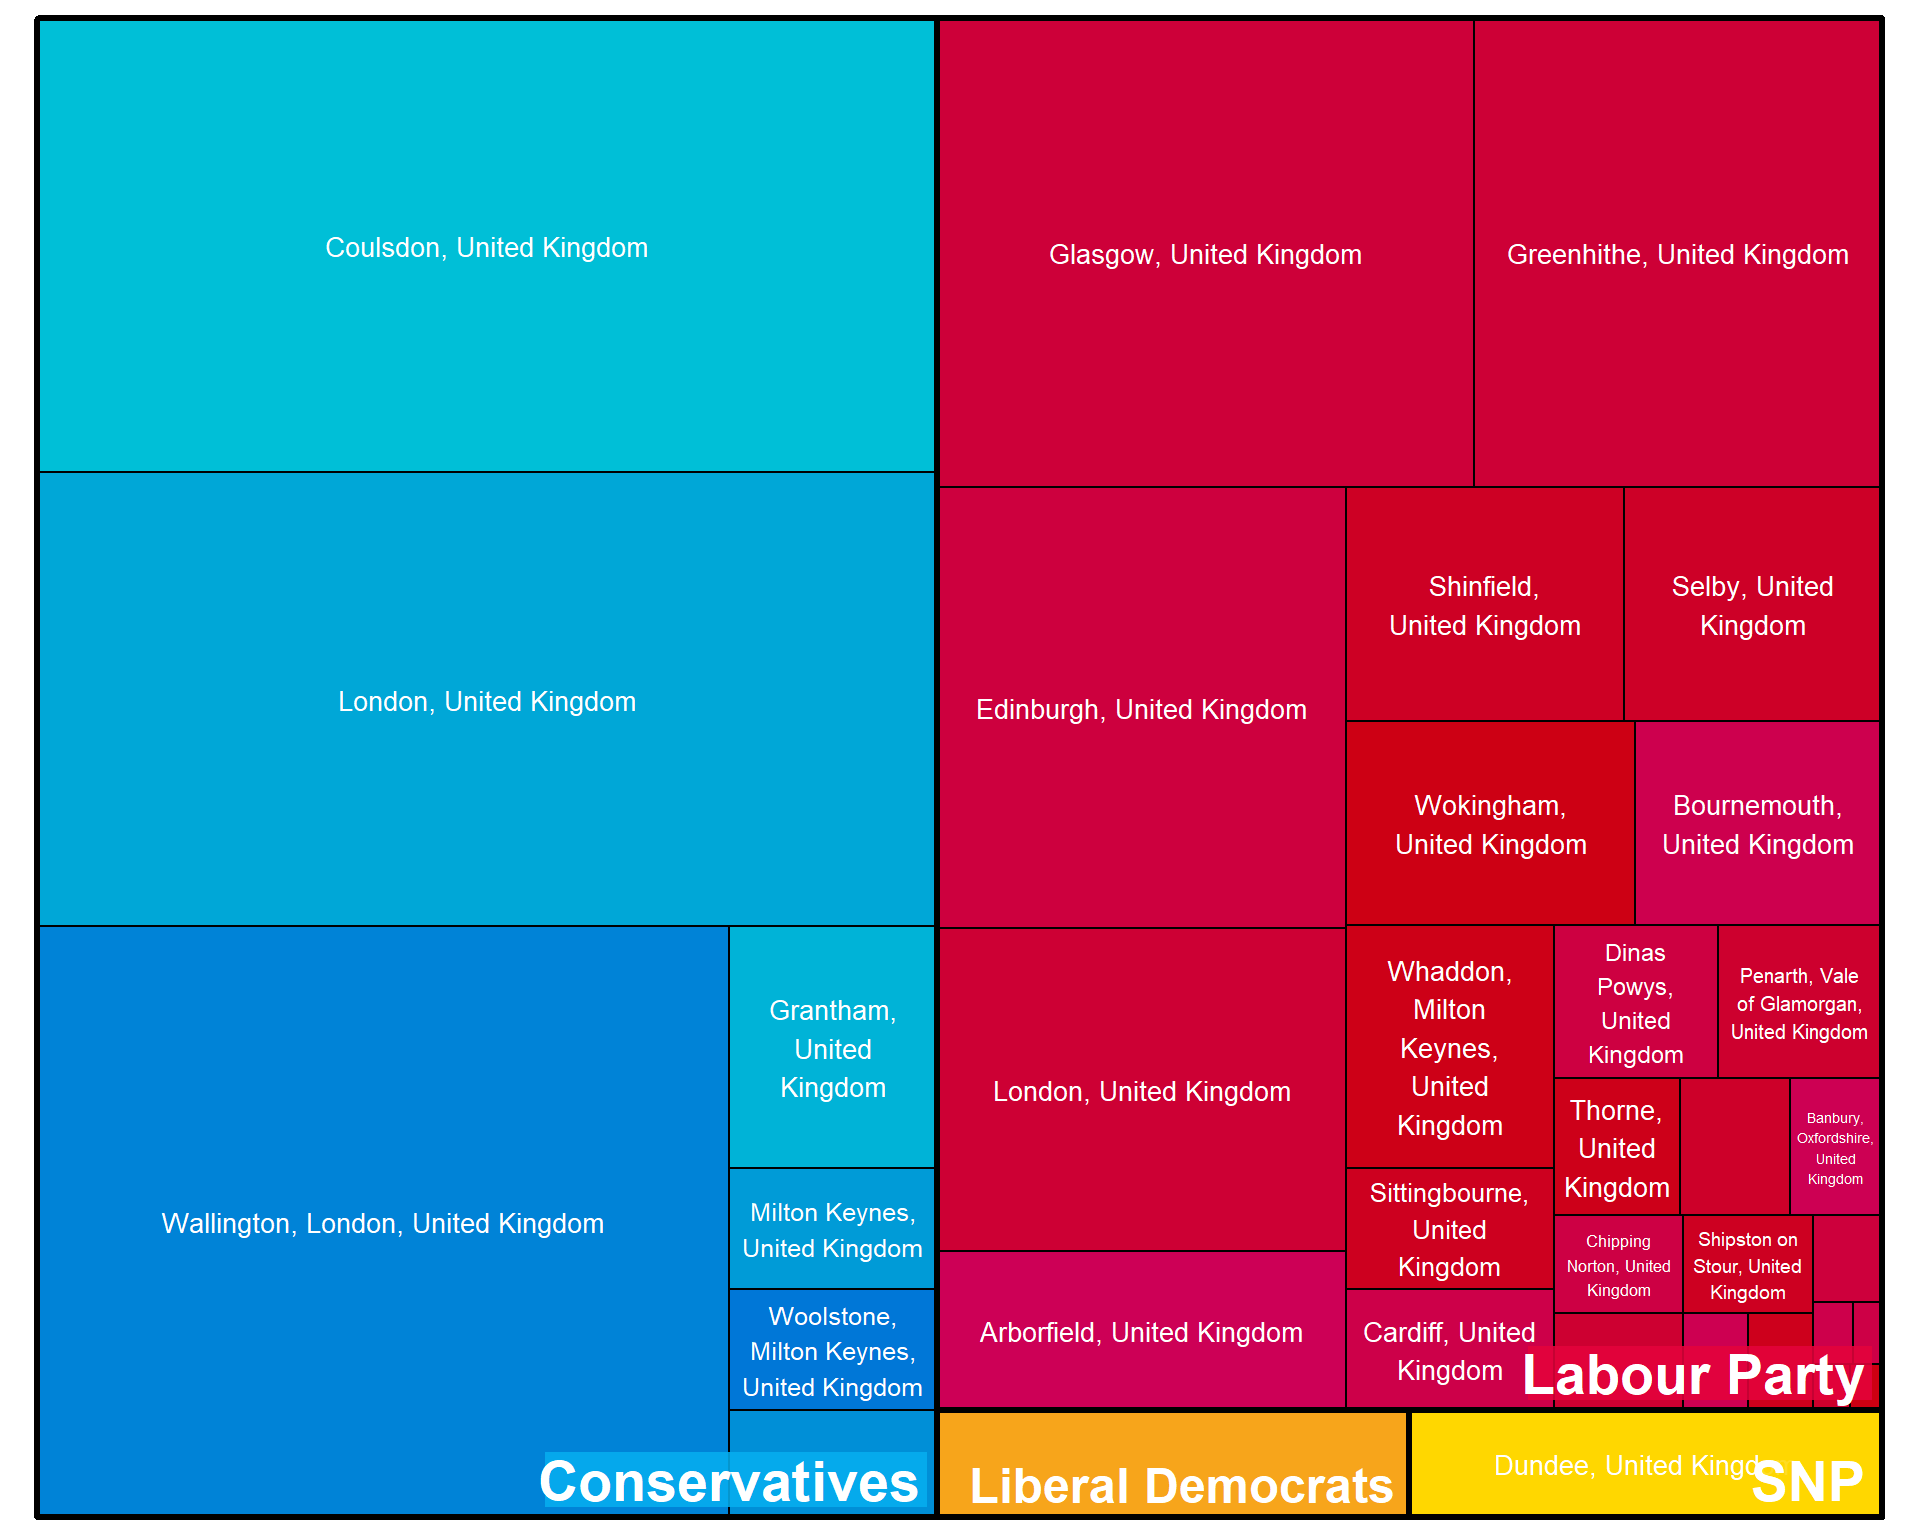 Coulsdon, United Kingdom
London, United Kingdom
Wallington, London, United Kingdom
Grantham,
United
Kingdom
Milton Keynes,
United Kingdom
Woolstone,
Milton Keynes,
United Kingdom
Conservatives
Glasgow, United Kingdom
Greenhithe, United Kingdom
Edinburgh, United Kingdom
Shinfield,
United Kingdom
Selby, United
Kingdom
Wokingham,
United Kingdom
Bournemouth,
United Kingdom
London, United Kingdom
Arborfield, United Kingdom
Whaddon,
Milton
Keynes,
United
Kingdom
Sittingbourne,
United
Kingdom
Cardiff, United
Kingdom
Dinas
Powys,
United
Kingdom
Penarth, Vale
of Glamorgan,
United Kingdom
Thorne,
United
Kingdom
Banbury,
Oxfordshire,
United
Kingdom
Chipping
Norton, United
Kingdom
Shipston on
Stour, United
Kingdom
Labour Party
Liberal Democrats
Dundee, United Kingd
SNP